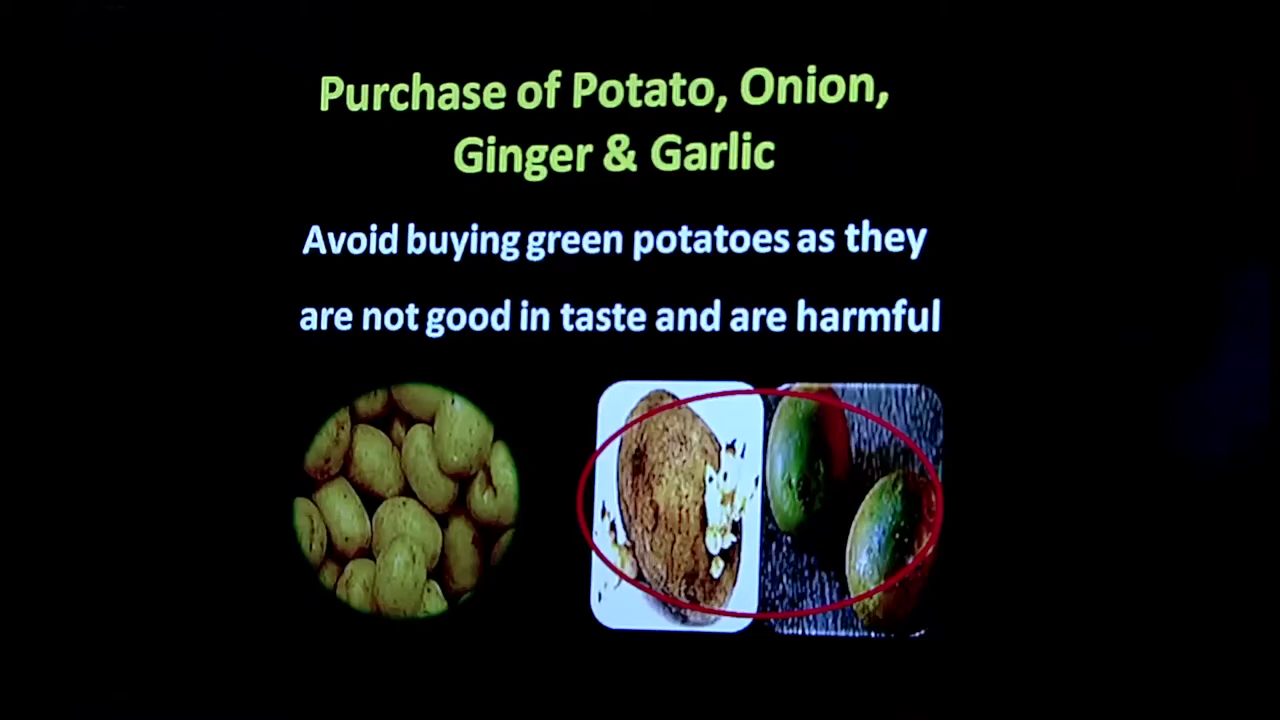 Purchase of Potato, Onion,
Ginger & Garlic
Avoid buying green potatoes as they
are not good in taste and are harmful